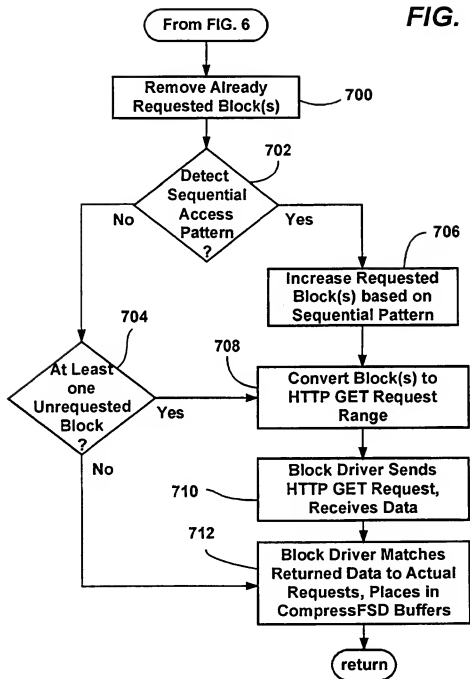 FIG.
From FIG. 6
Remove Already
Requested Block(s)
700
702
Detect
Sequential
Access
Pattern
?
No
Yes
706
Increase Requested
Block(s) based on
Sequential Pattern
704
At Least
one
Unrequested
Block
?
Yes
No
708
Convert Block(s) to
HTTP GET Request
Range
710
Block Driver Sends
HTTP GET Request,
Receives Data
712
Block Driver Matches
Returned Data to Actual
Requests, Places in
CompressFSD Buffers
return